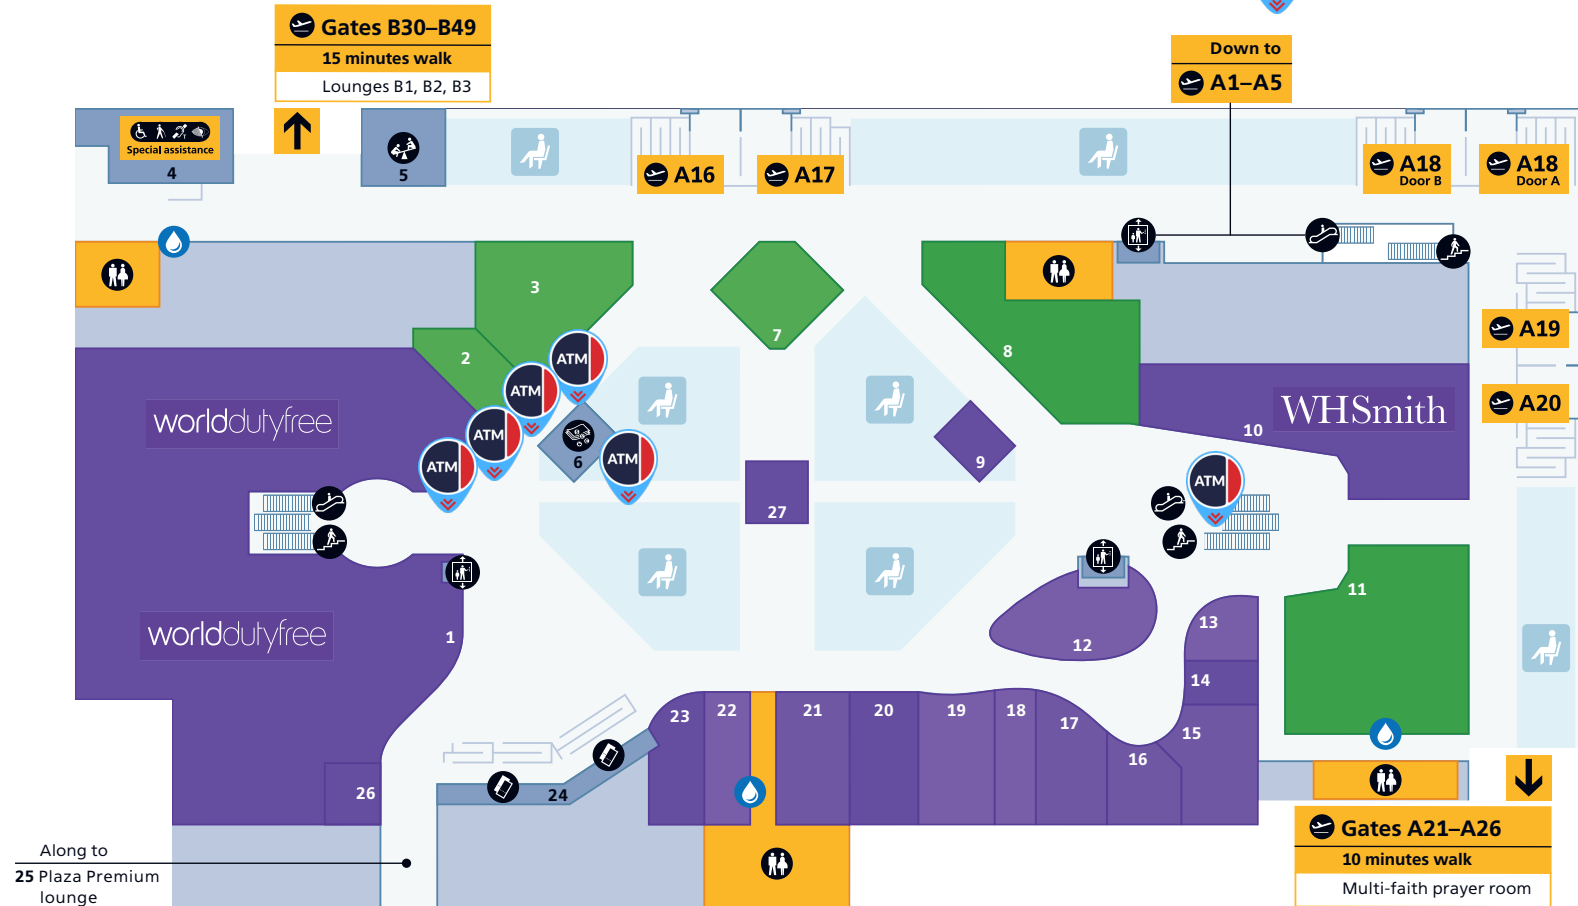 Gates B30–B49
15 minutes walk
Lounges B1, B2, B3
Down to
A1–A5
Special assistance
4
5
A16
A17
A18
Door B
A18
Door A
3
7
8
2
A19
ATM
ATM
ATM
ATM
ATM
ATM
worlddutyfree
6
9
10
WHSmith
A20
27
worlddutyfree
1
11
12
13
14
15
16
17
18
19
20
21
22
23
24
26
Along to
25 Plaza Premium
lounge
Gates A21–A26
10 minutes walk
Multi-faith prayer room